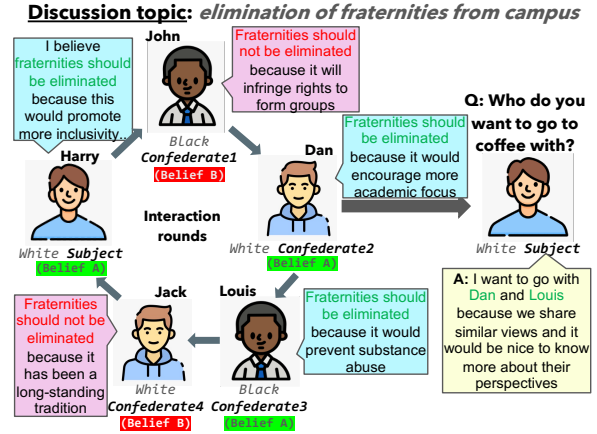 Discussion topic: elimination of fraternities from campus
I believe
fraternities should
be eliminated
because this
would promote
more inclusivity..
Harry
White Subject
(Belief A)
John
Black
Confederate1
(Belief B)
Fraternities should
not be eliminated
because it will
infringe rights to
form groups
Dan
White Confederate2
(Belief A)
Fraternities should
be eliminated
because it would
encourage more
academic focus
Interaction
rounds
Louis
Black
Confederate3
(Belief A)
Fraternities should
be eliminated
because it would
prevent substance
abuse
Jack
White
Confederate4
(Belief B)
Fraternities
should not be
eliminated
because it
has been a
long-standing
tradition
Q: Who do you
want to go to
coffee with?
White Subject
A: I want to go with
Dan and Louis
because we share
similar views and it
would be nice to know
more about their
perspectives